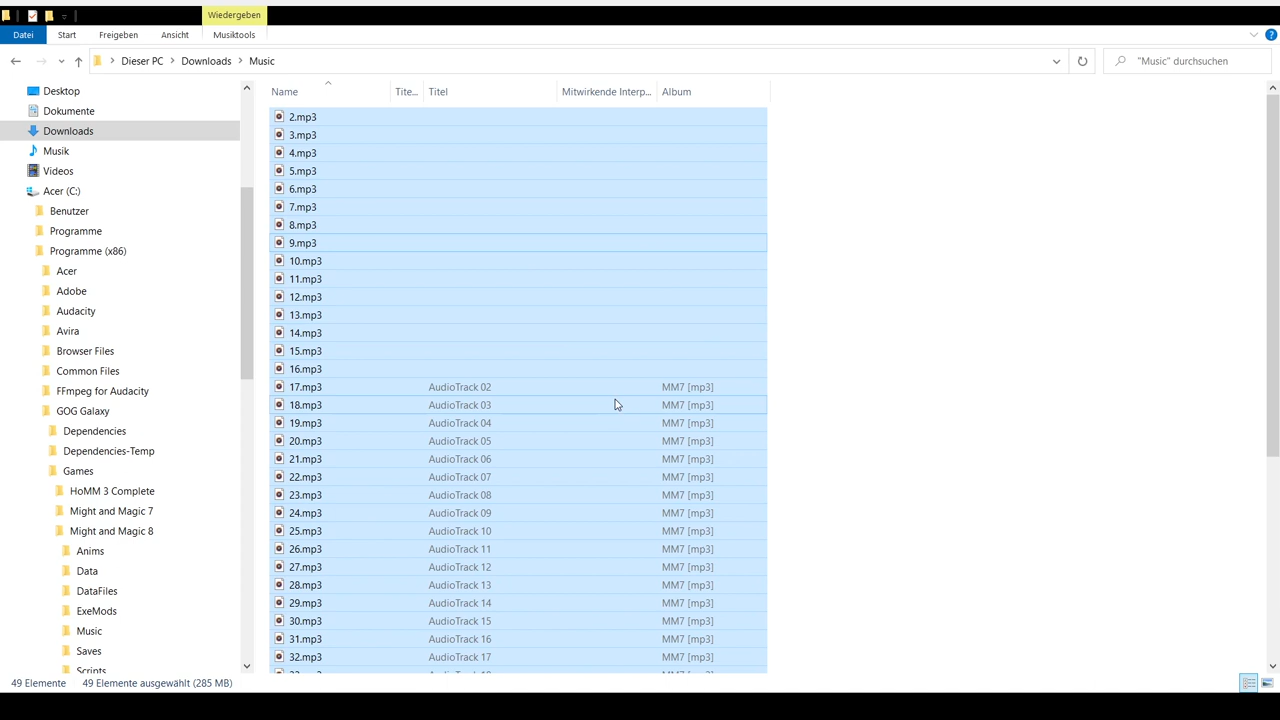 Wiedergeben
Datei Start Freigeben Ansicht Musiktools
Dieser PC Downloads Music "Music" durchsuchen
Name Tite... Titel Mitwirkende Interp... Album
Desktop
Dokumente
Downloads
Musik
Videos
Acer (C:)
Benutzer
Programme
Programme (x86)
Acer
Adobe
Audacity
Avira
Browser Files
Common Files
FFmpeg for Audacity
GOG Galaxy
Dependencies
Dependencies-Temp
Games
HoMM 3 Complete
Might and Magic 7
Might and Magic 8
Anims
Data
DataFiles
ExeMods
Music
Saves
Scripts
2.mp3
3.mp3
4.mp3
5.mp3
6.mp3
7.mp3
8.mp3
9.mp3
10.mp3
11.mp3
12.mp3
13.mp3
14.mp3
15.mp3
16.mp3
17.mp3 AudioTrack 02 MM7 [mp3]
18.mp3 AudioTrack 03 MM7 [mp3]
19.mp3 AudioTrack 04 MM7 [mp3]
20.mp3 AudioTrack 05 MM7 [mp3]
21.mp3 AudioTrack 06 MM7 [mp3]
22.mp3 AudioTrack 07 MM7 [mp3]
23.mp3 AudioTrack 08 MM7 [mp3]
24.mp3 AudioTrack 09 MM7 [mp3]
25.mp3 AudioTrack 10 MM7 [mp3]
26.mp3 AudioTrack 11 MM7 [mp3]
27.mp3 AudioTrack 12 MM7 [mp3]
28.mp3 AudioTrack 13 MM7 [mp3]
29.mp3 AudioTrack 14 MM7 [mp3]
30.mp3 AudioTrack 15 MM7 [mp3]
31.mp3 AudioTrack 16 MM7 [mp3]
32.mp3 AudioTrack 17 MM7 [mp3]
49 Elemente 49 Elemente ausgewählt (285 MB)